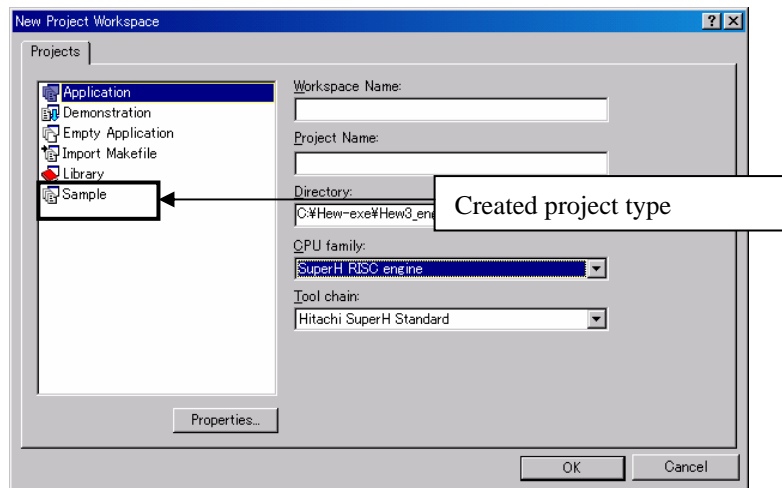 New Project Workspace
Projects
Application
Demonstration
Empty Application
Import Makefile
Library
Sample
Workspace Name:
Project Name:
Directory:
C:¥Hew-exe¥Hew3_en
Created project type
CPU family:
SuperH RISC engine
Tool chain:
Hitachi SuperH Standard
Properties...
OK
Cancel